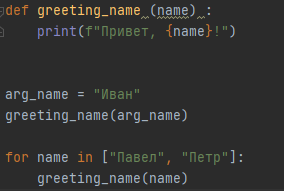 def greeting_name (name) :
    print(f"Привет, {name}!")
arg_name = "Иван"
greeting_name(arg_name)
for name in ["Павел", "Петр"]:
    greeting_name(name)